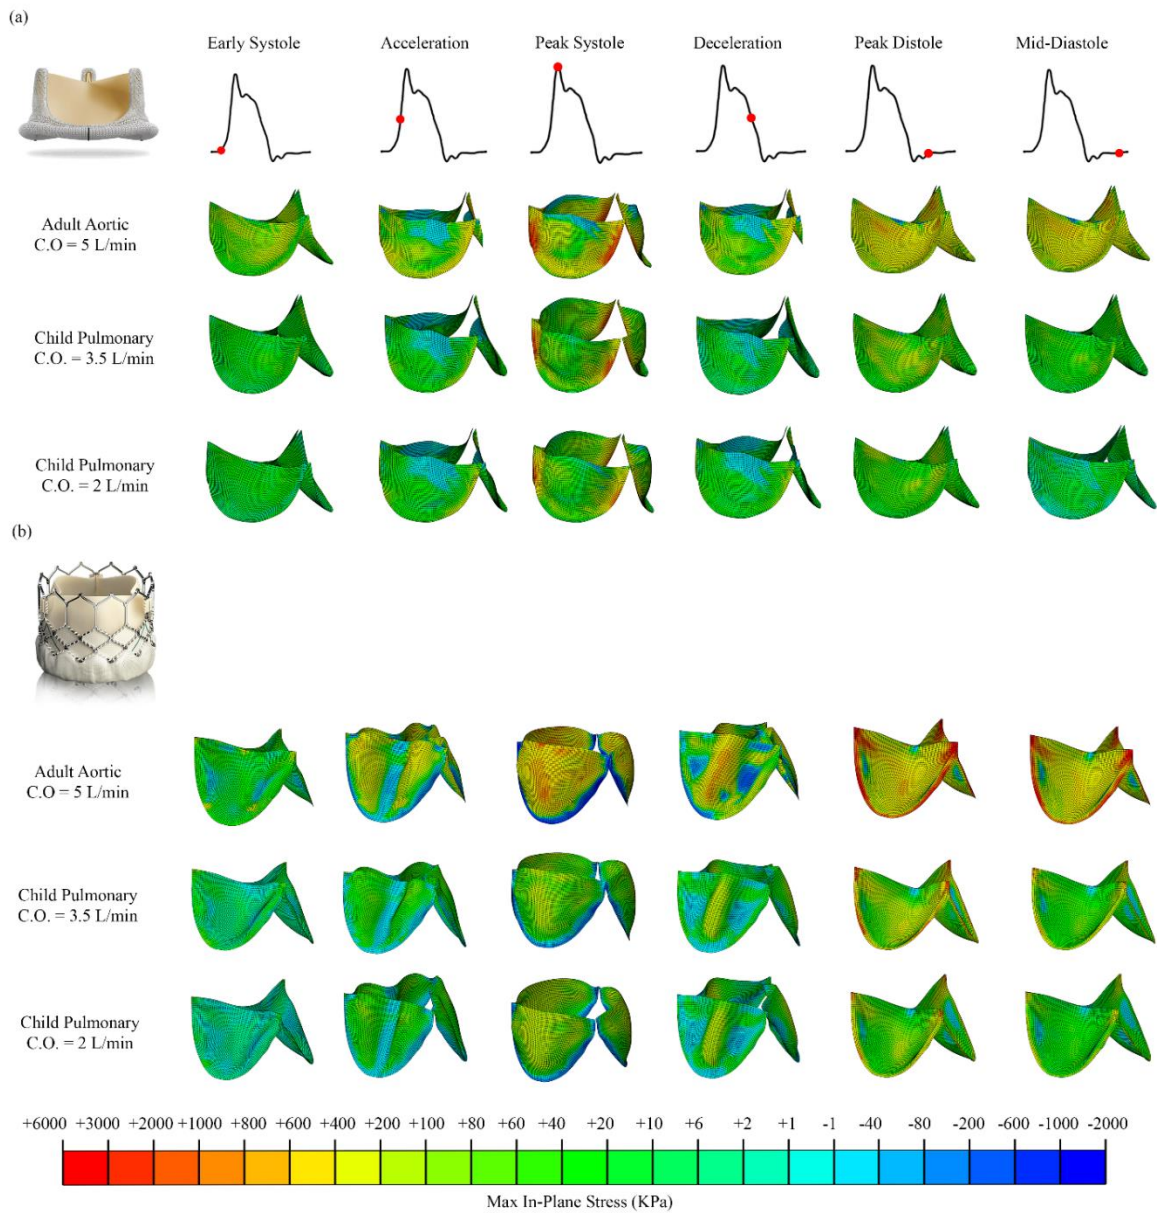 (a)
Early Systole Acceleration Peak Systole Deceleration Peak Distole Mid-Diastole
Adult Aortic
C.O = 5 L/min
Child Pulmonary
C.O. = 3.5 L/min
Child Pulmonary
C.O. = 2 L/min
(b)
Adult Aortic
C.O = 5 L/min
Child Pulmonary
C.O. = 3.5 L/min
Child Pulmonary
C.O. = 2 L/min
+6000 +3000 +2000 +1000 +800 +600 +400 +100 +80 +60 +40 +20 +10 +6 +2 +1 -1 -40 -80 -200 -600 -1000 -2000
Max In-Plane Stress (KPa)